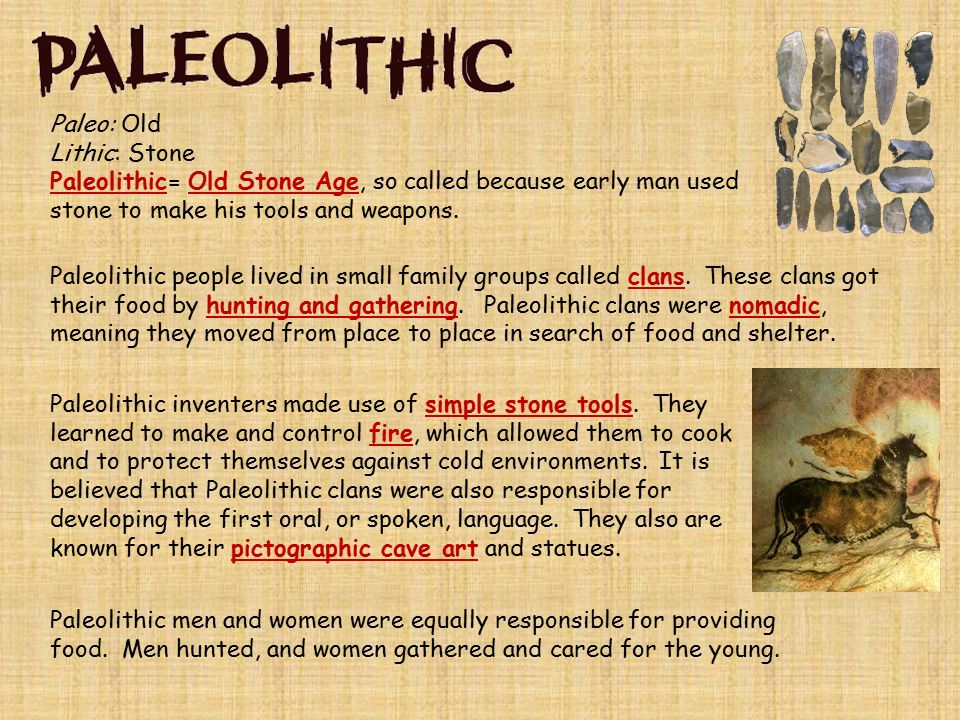 PALEOLITHIC
Paleo: Old
Lithic: Stone
Paleolithic= Old Stone Age, so called because early man used
stone to make his tools and weapons.
Paleolithic people lived in small family groups called clans. These clans got
their food by hunting and gathering. Paleolithic clans were nomadic,
meaning they moved from place to place in search of food and shelter.
Paleolithic inventers made use of simple stone tools. They
learned to make and control fire, which allowed them to cook
and to protect themselves against cold environments. It is
believed that Paleolithic clans were also responsible for
developing the first oral, or spoken, language. They also are
known for their pictographic cave art and statues.
Paleolithic men and women were equally responsible for providing
food. Men hunted, and women gathered and cared for the young.